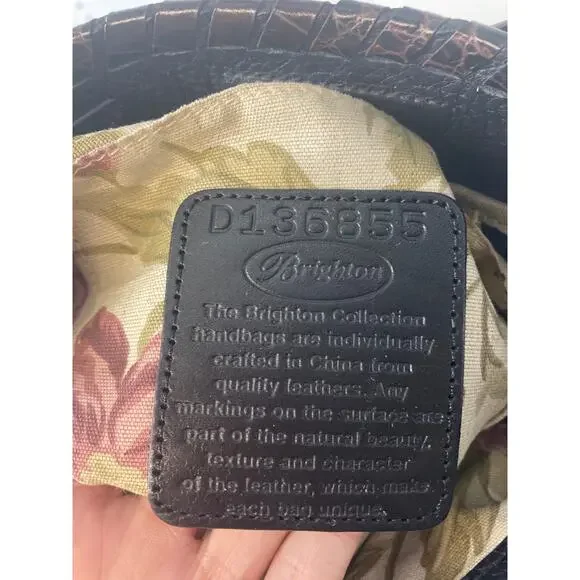 D136855
Brighton
The Brighton Collection
Handbags are individually
crafted in China from
quality leathers. Any
markings on the surface are
part of the natural beauty,
texture and character
of the leather, which make
each bag unique.